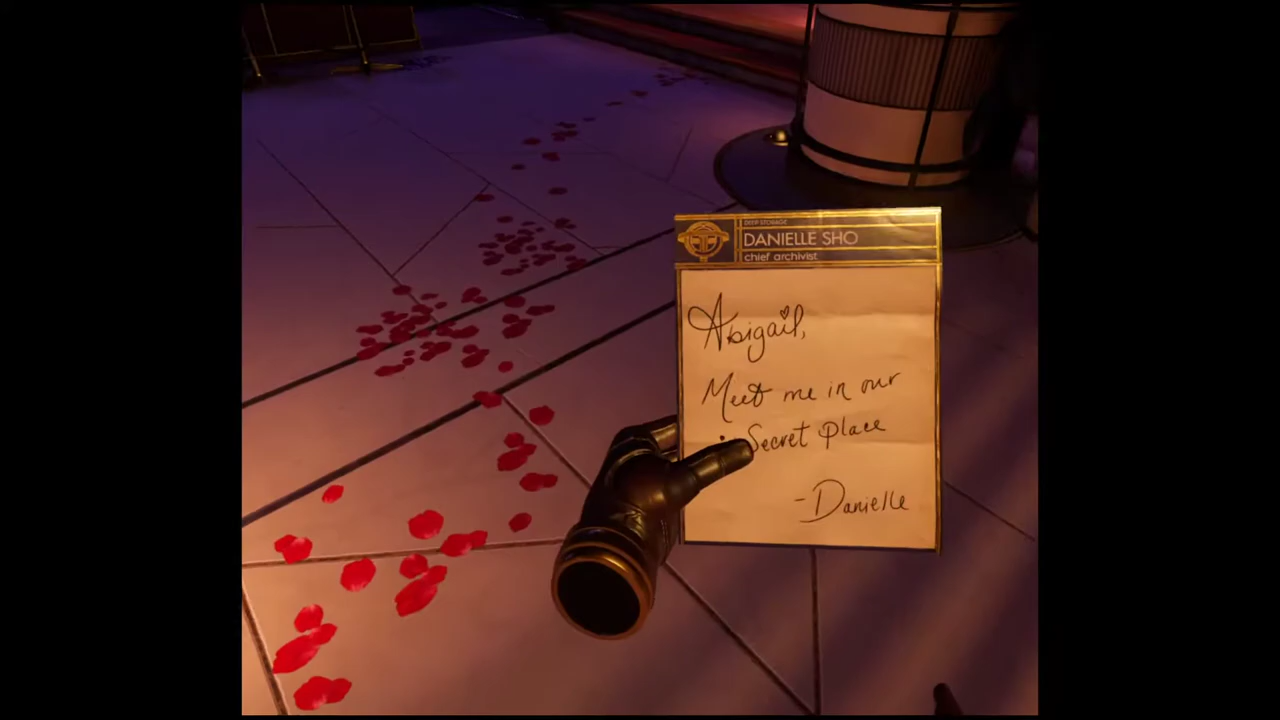 DEEP STORAGE
DANIELLE SHO
chief archivist
Abigail,
Meet me in our
Secret Place
-Danielle